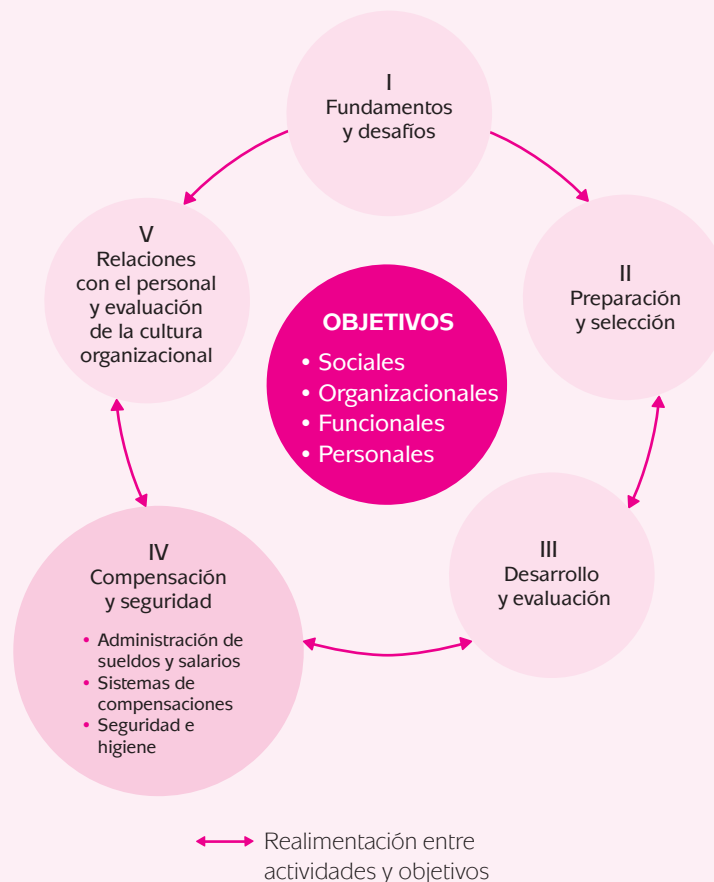 I
Fundamentos
y desafíos
II
Preparación
y selección
III
Desarrollo
y evaluación
IV
Compensación
y seguridad
• Administración de
sueldos y salarios
• Sistemas de
compensaciones
• Seguridad e
higiene
V
Relaciones
con el personal
y evaluación
de la cultura
organizacional
OBJETIVOS
• Sociales
• Organizacionales
• Funcionales
• Personales
Realimentación entre
actividades y objetivos